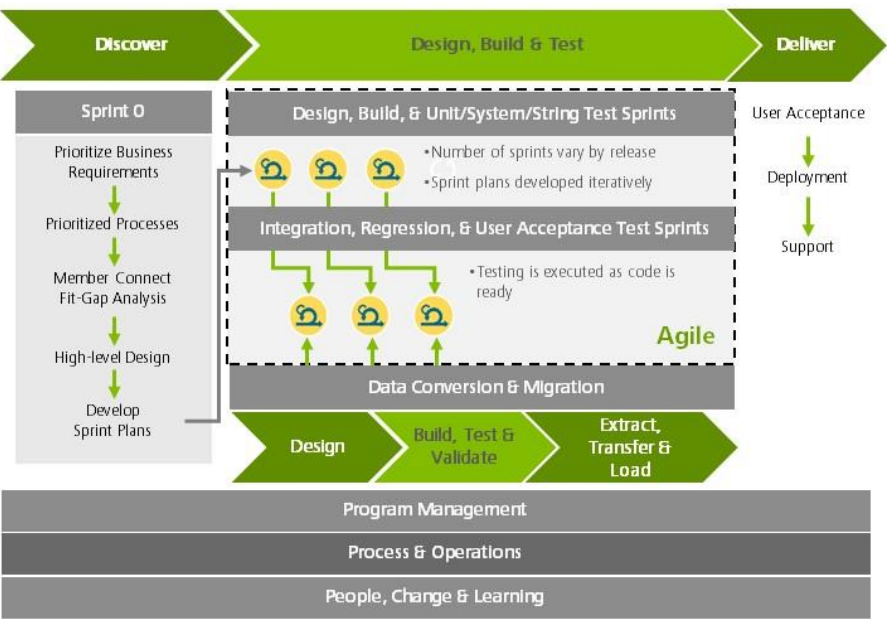 Discover
Design, Build & Test
Deliver
Sprint 0
Prioritize Business
Requirements
Prioritized Processes
Member Connect
Fit-Gap Analysis
High-level Design
Develop
Sprint Plans
Design, Build, & Unit/System/String Test Sprints
•Number of sprints vary by release
•Sprint plans developed iteratively
Integration, Regression, & User Acceptance Test Sprints
•Testing is executed as code is
ready
Agile
Data Conversion & Migration
Design
Build, Test &
Validate
Extract,
Transfer &
Load
User Acceptance
Deployment
Support
Program Management
Process & Operations
People, Change & Learning